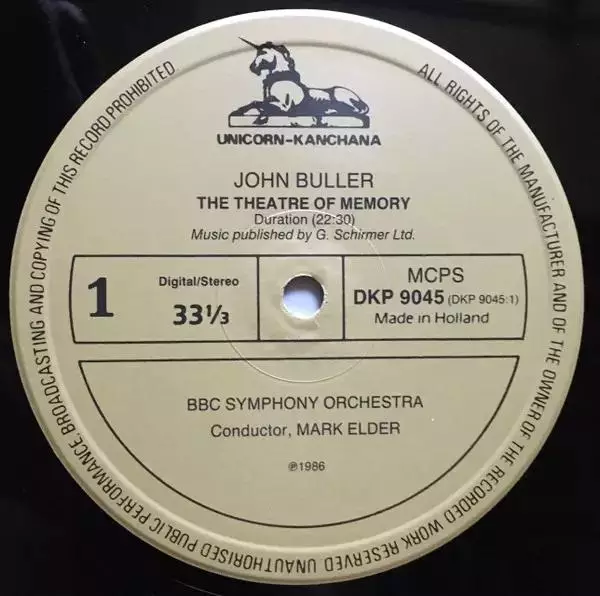 UNICORN-KANCHANA
JOHN BULLER
THE THEATRE OF MEMORY
Duration (22:30)
Music published by G. Schirmer Ltd.
1
Digital/Stereo
33⅓
MCPS
DKP 9045 (DKP 9045:1)
Made in Holland
BBC SYMPHONY ORCHESTRA
Conductor, MARK ELDER
℗1986
ALL RIGHTS OF THE MANUFACTURER AND OF THE OWNER OF THE RECORDED WORK RESERVED UNAUTHORISED PUBLIC PERFORMANCE, BROADCASTING AND COPYING OF THIS RECORD PROHIBITED